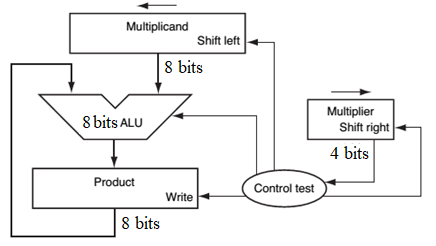 Multiplicand
Shift left
8 bits
8 bits ALU
Multiplier
Shift right
4 bits
Product
Write
Control test
8 bits